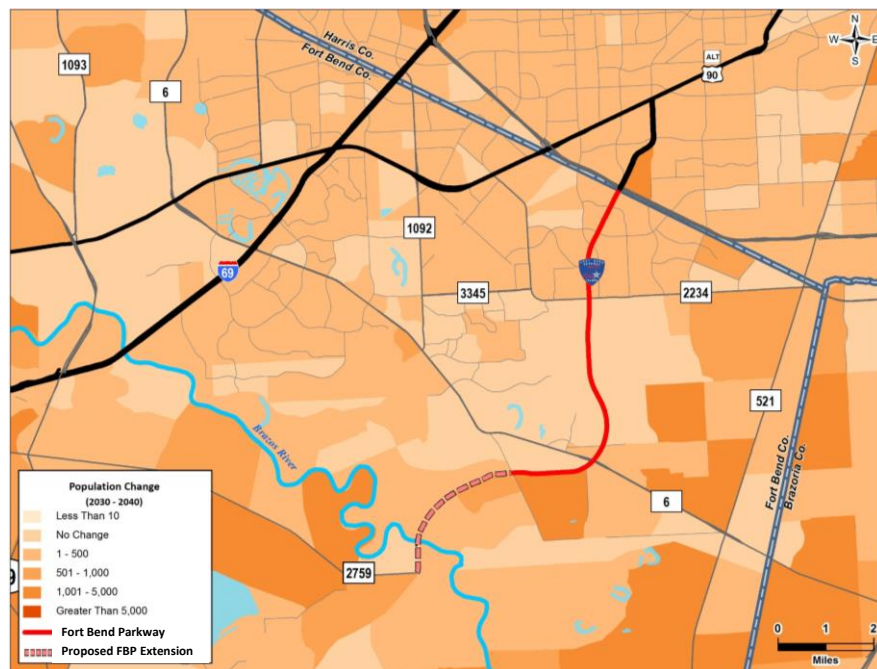 N
W E
S
Harris Co.
Fort Bend Co.
ALT
90
1093
6
1092
69
3345
2234
521
Fort Bend Co.
Brazoria Co.
Brazos River
6
2759
9
Population Change
(2030 - 2040)
Less Than 10
No Change
1 - 500
501 - 1,000
1,001 - 5,000
Greater Than 5,000
Fort Bend Parkway
Proposed FBP Extension
0 1 2
Miles